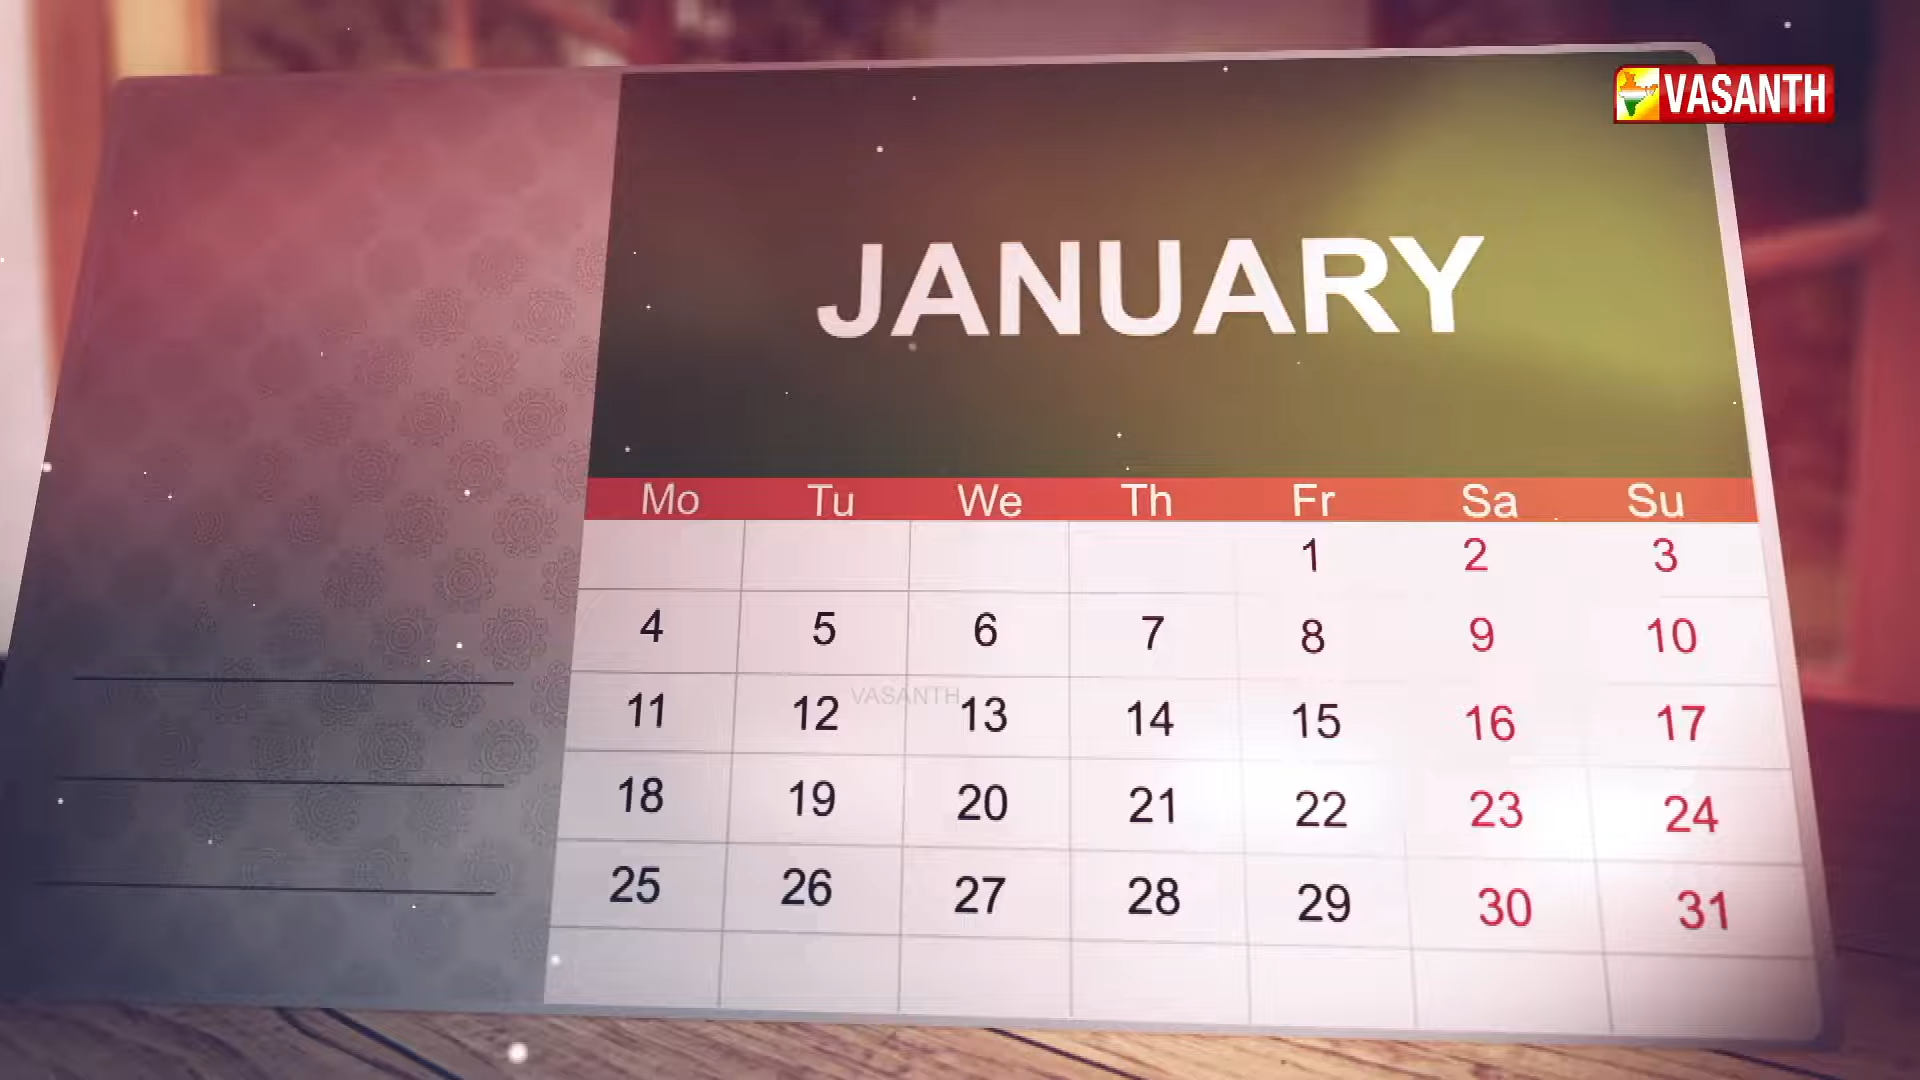 VASANTH
JANUARY
Mo Tu We Th Fr Sa Su
1 2 3
4 5 6 7 8 9 10
VASANTH
11 12 13 14 15 16 17
18 19 20 21 22 23 24
25 26 27 28 29 30 31